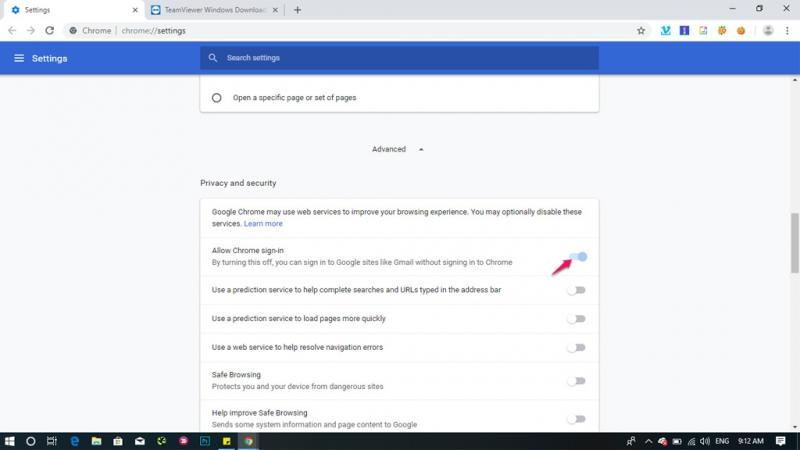 Settings
TeamViewer Windows Download
Chrome | chrome://settings
Settings
Search settings
Open a specific page or set of pages
Advanced
Privacy and security
Google Chrome may use web services to improve your browsing experience. You may optionally disable these
services. Learn more
Allow Chrome sign-in
By turning this off, you can sign in to Google sites like Gmail without signing in to Chrome
Use a prediction service to help complete searches and URLs typed in the address bar
Use a prediction service to load pages more quickly
Use a web service to help resolve navigation errors
Safe Browsing
Protects you and your device from dangerous sites
Help improve Safe Browsing
Sends some system information and page content to Google
ENG
9:12 AM